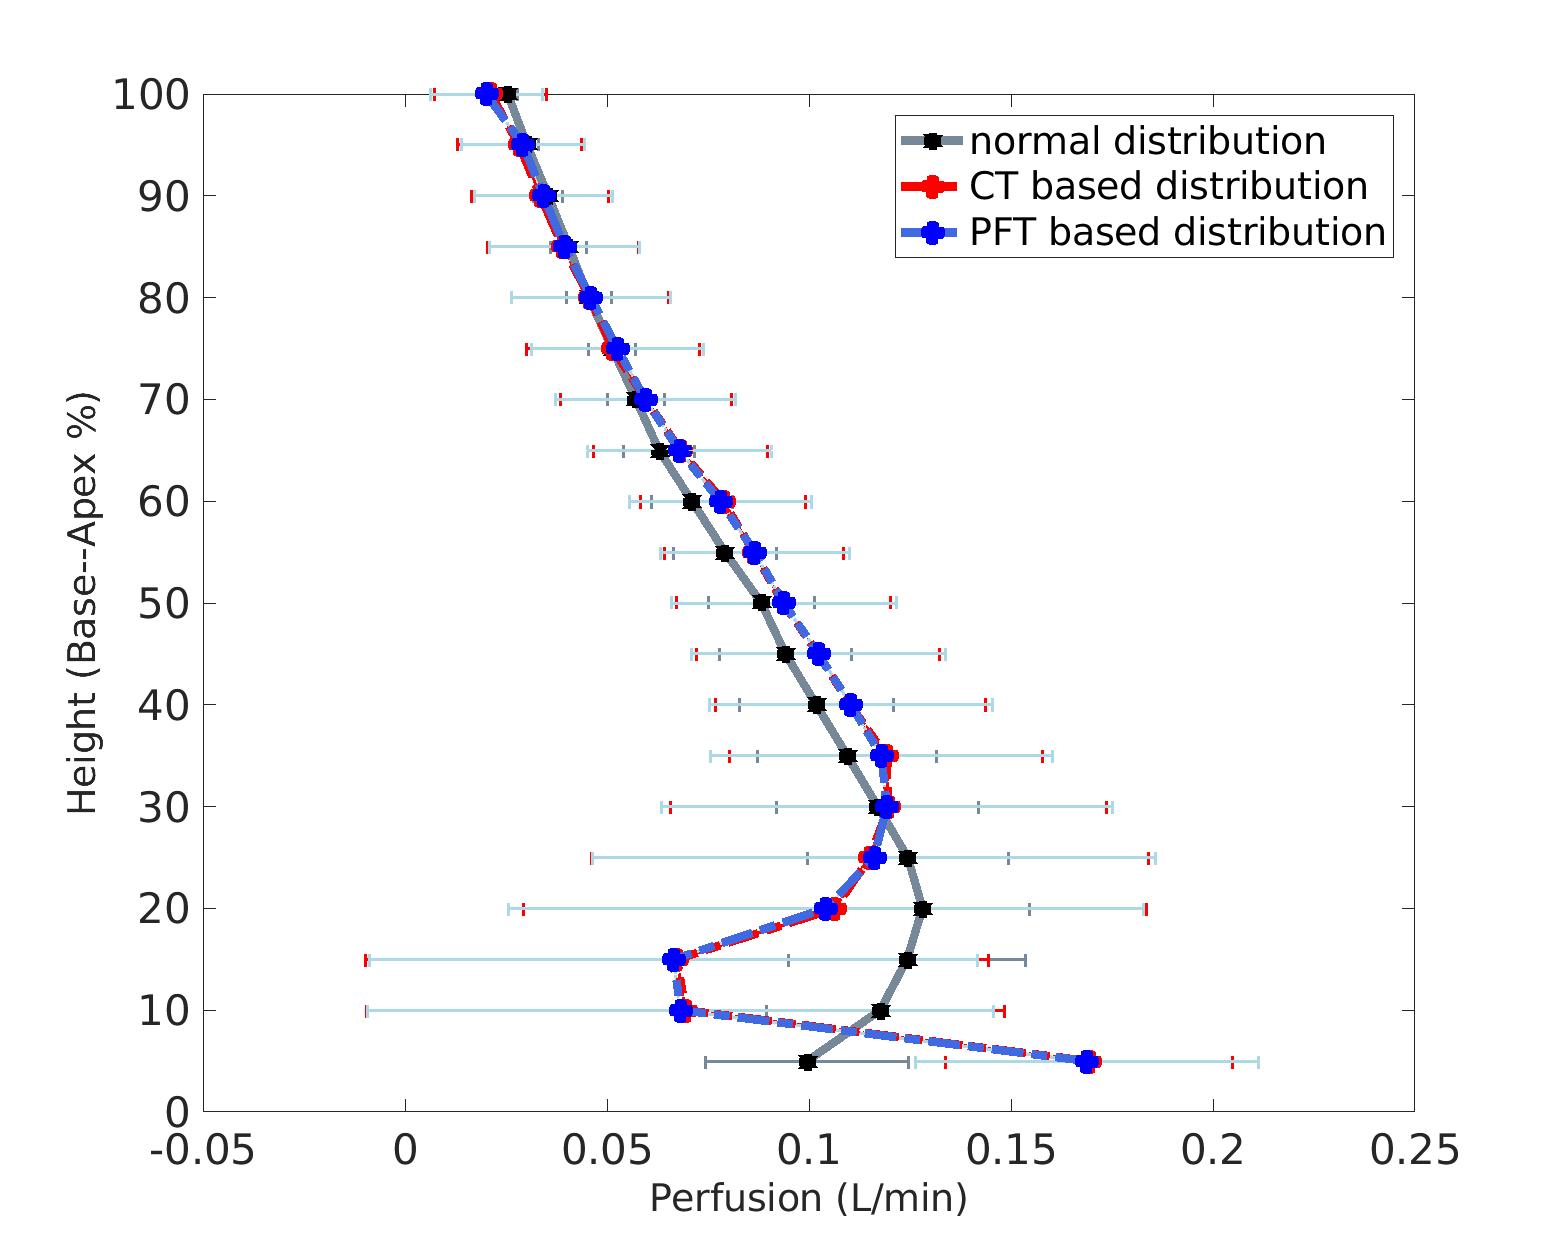 100
90
80
70
60
50
40
30
20
10
0
Height (Base--Apex %)
normal distribution
CT based distribution
PFT based distribution
-0.05 0 0.05 0.1 0.15 0.2 0.25
Perfusion (L/min)